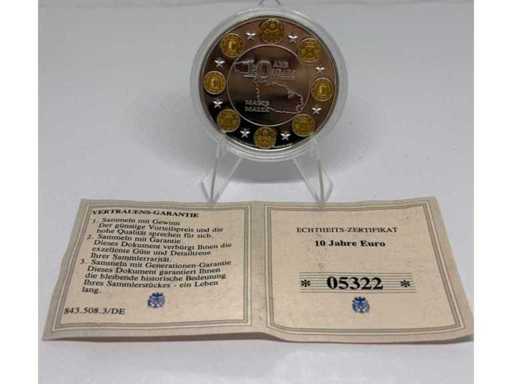 10
VERTRAUENS-GARANTIE
1. Sammeln mit Gewinn
Der günstige Vorteilspreis und die
hohe Qualität sprechen für sich.
2. Sammeln mit Garantie
Dieses Dokument verbürgt Ihnen die
exzellente Güte und Detailtreue
Ihrer Sammlerrarität.
3. Sammeln mit Generationen-Garantie
Dieses Dokument garantiert Ihnen
die bleibende historische Bedeutung
Ihres Sammlerstückes - ein Leben
lang.
843.508.3/DE
ECHTHEITS-ZERTIFIKAT
10 Jahre Euro
* 05322 *